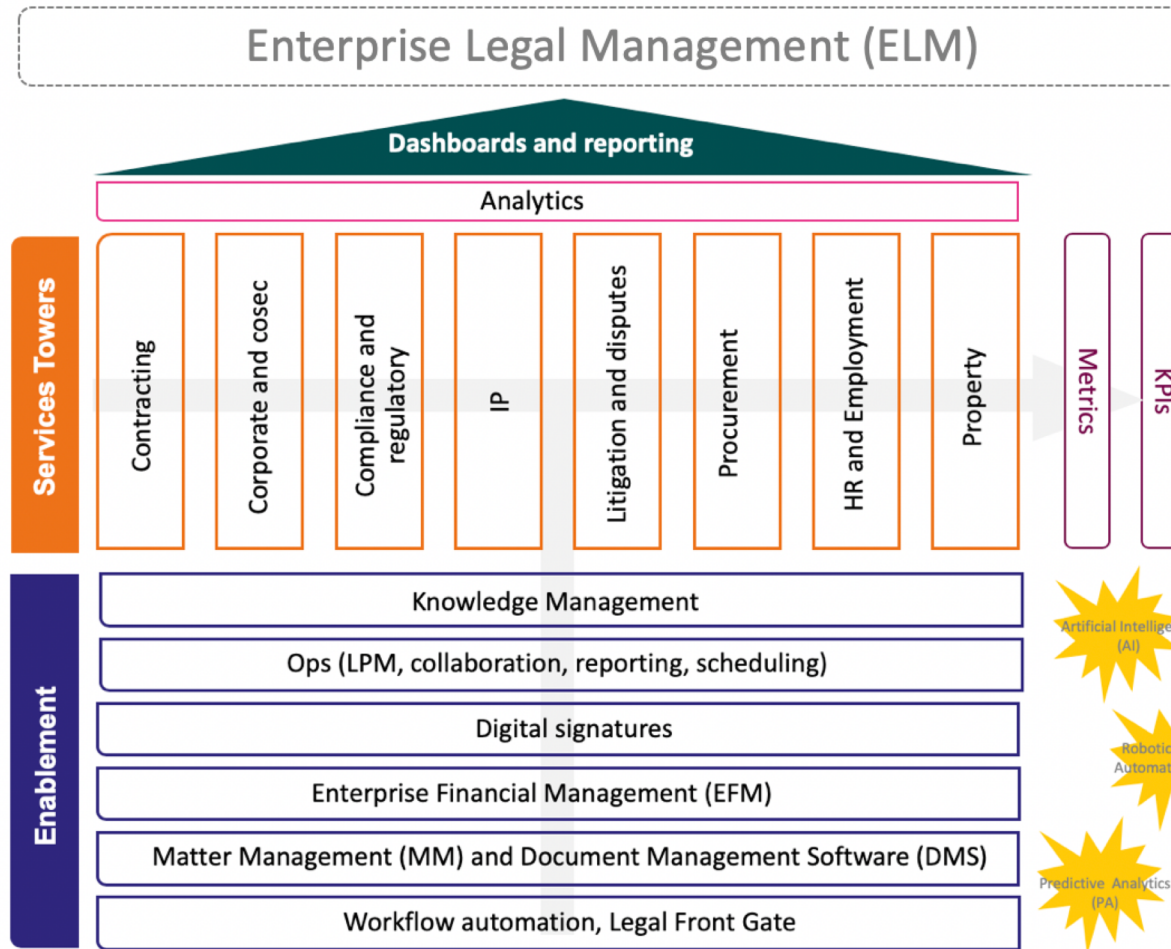 Enterprise Legal Management (ELM)
Dashboards and reporting
Analytics
Services Towers
Contracting
Corporate and cosec
Compliance and
regulatory
IP
Litigation and disputes
Procurement
HR and Employment
Property
Metrics
KPIs
Enablement
Knowledge Management
Ops (LPM, collaboration, reporting, scheduling)
Digital signatures
Enterprise Financial Management (EFM)
Matter Management (MM) and Document Management Software (DMS)
Workflow automation, Legal Front Gate
Artificial
(AI)
Predictive Analytics
(PA)